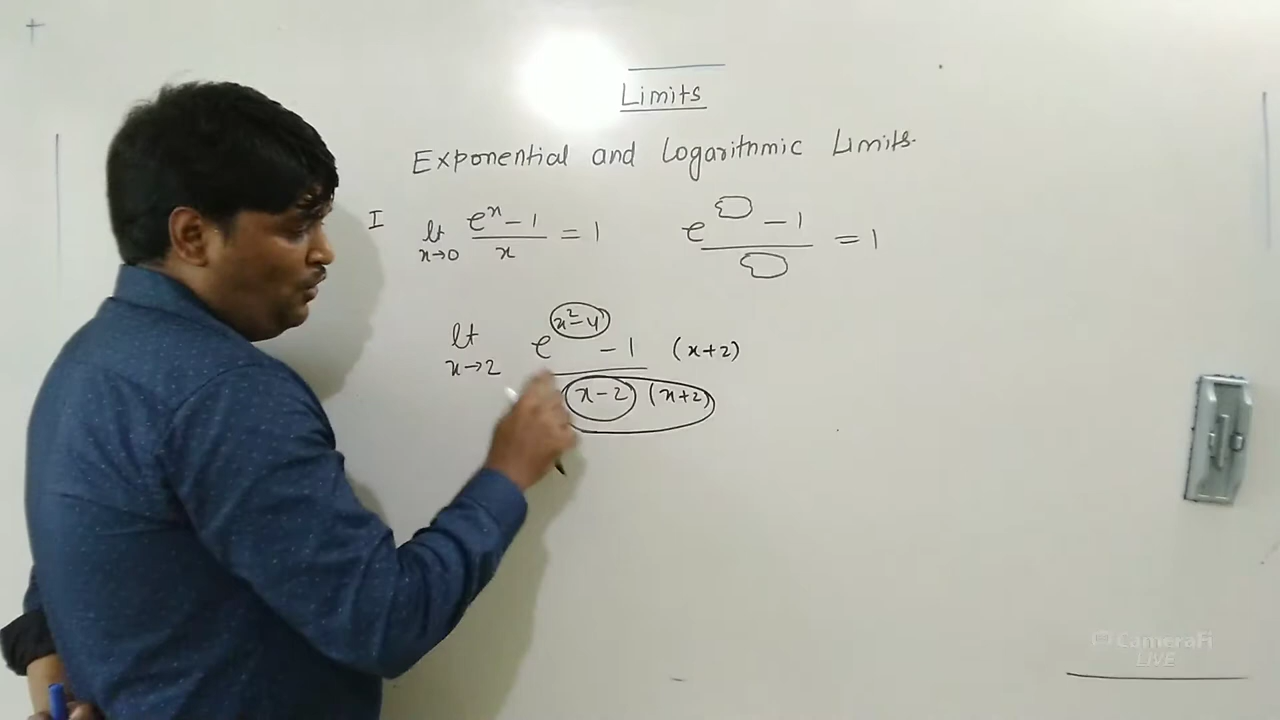 Limits
Exponential and Logarithmic Limits.
I lt x→0 e^x - 1 / x = 1 e^▢ - 1 / ▢ = 1
lt x→2 e^(x² - 4) - 1 / x - 2 (x+2) / (x+2)
CameraFi
LIVE